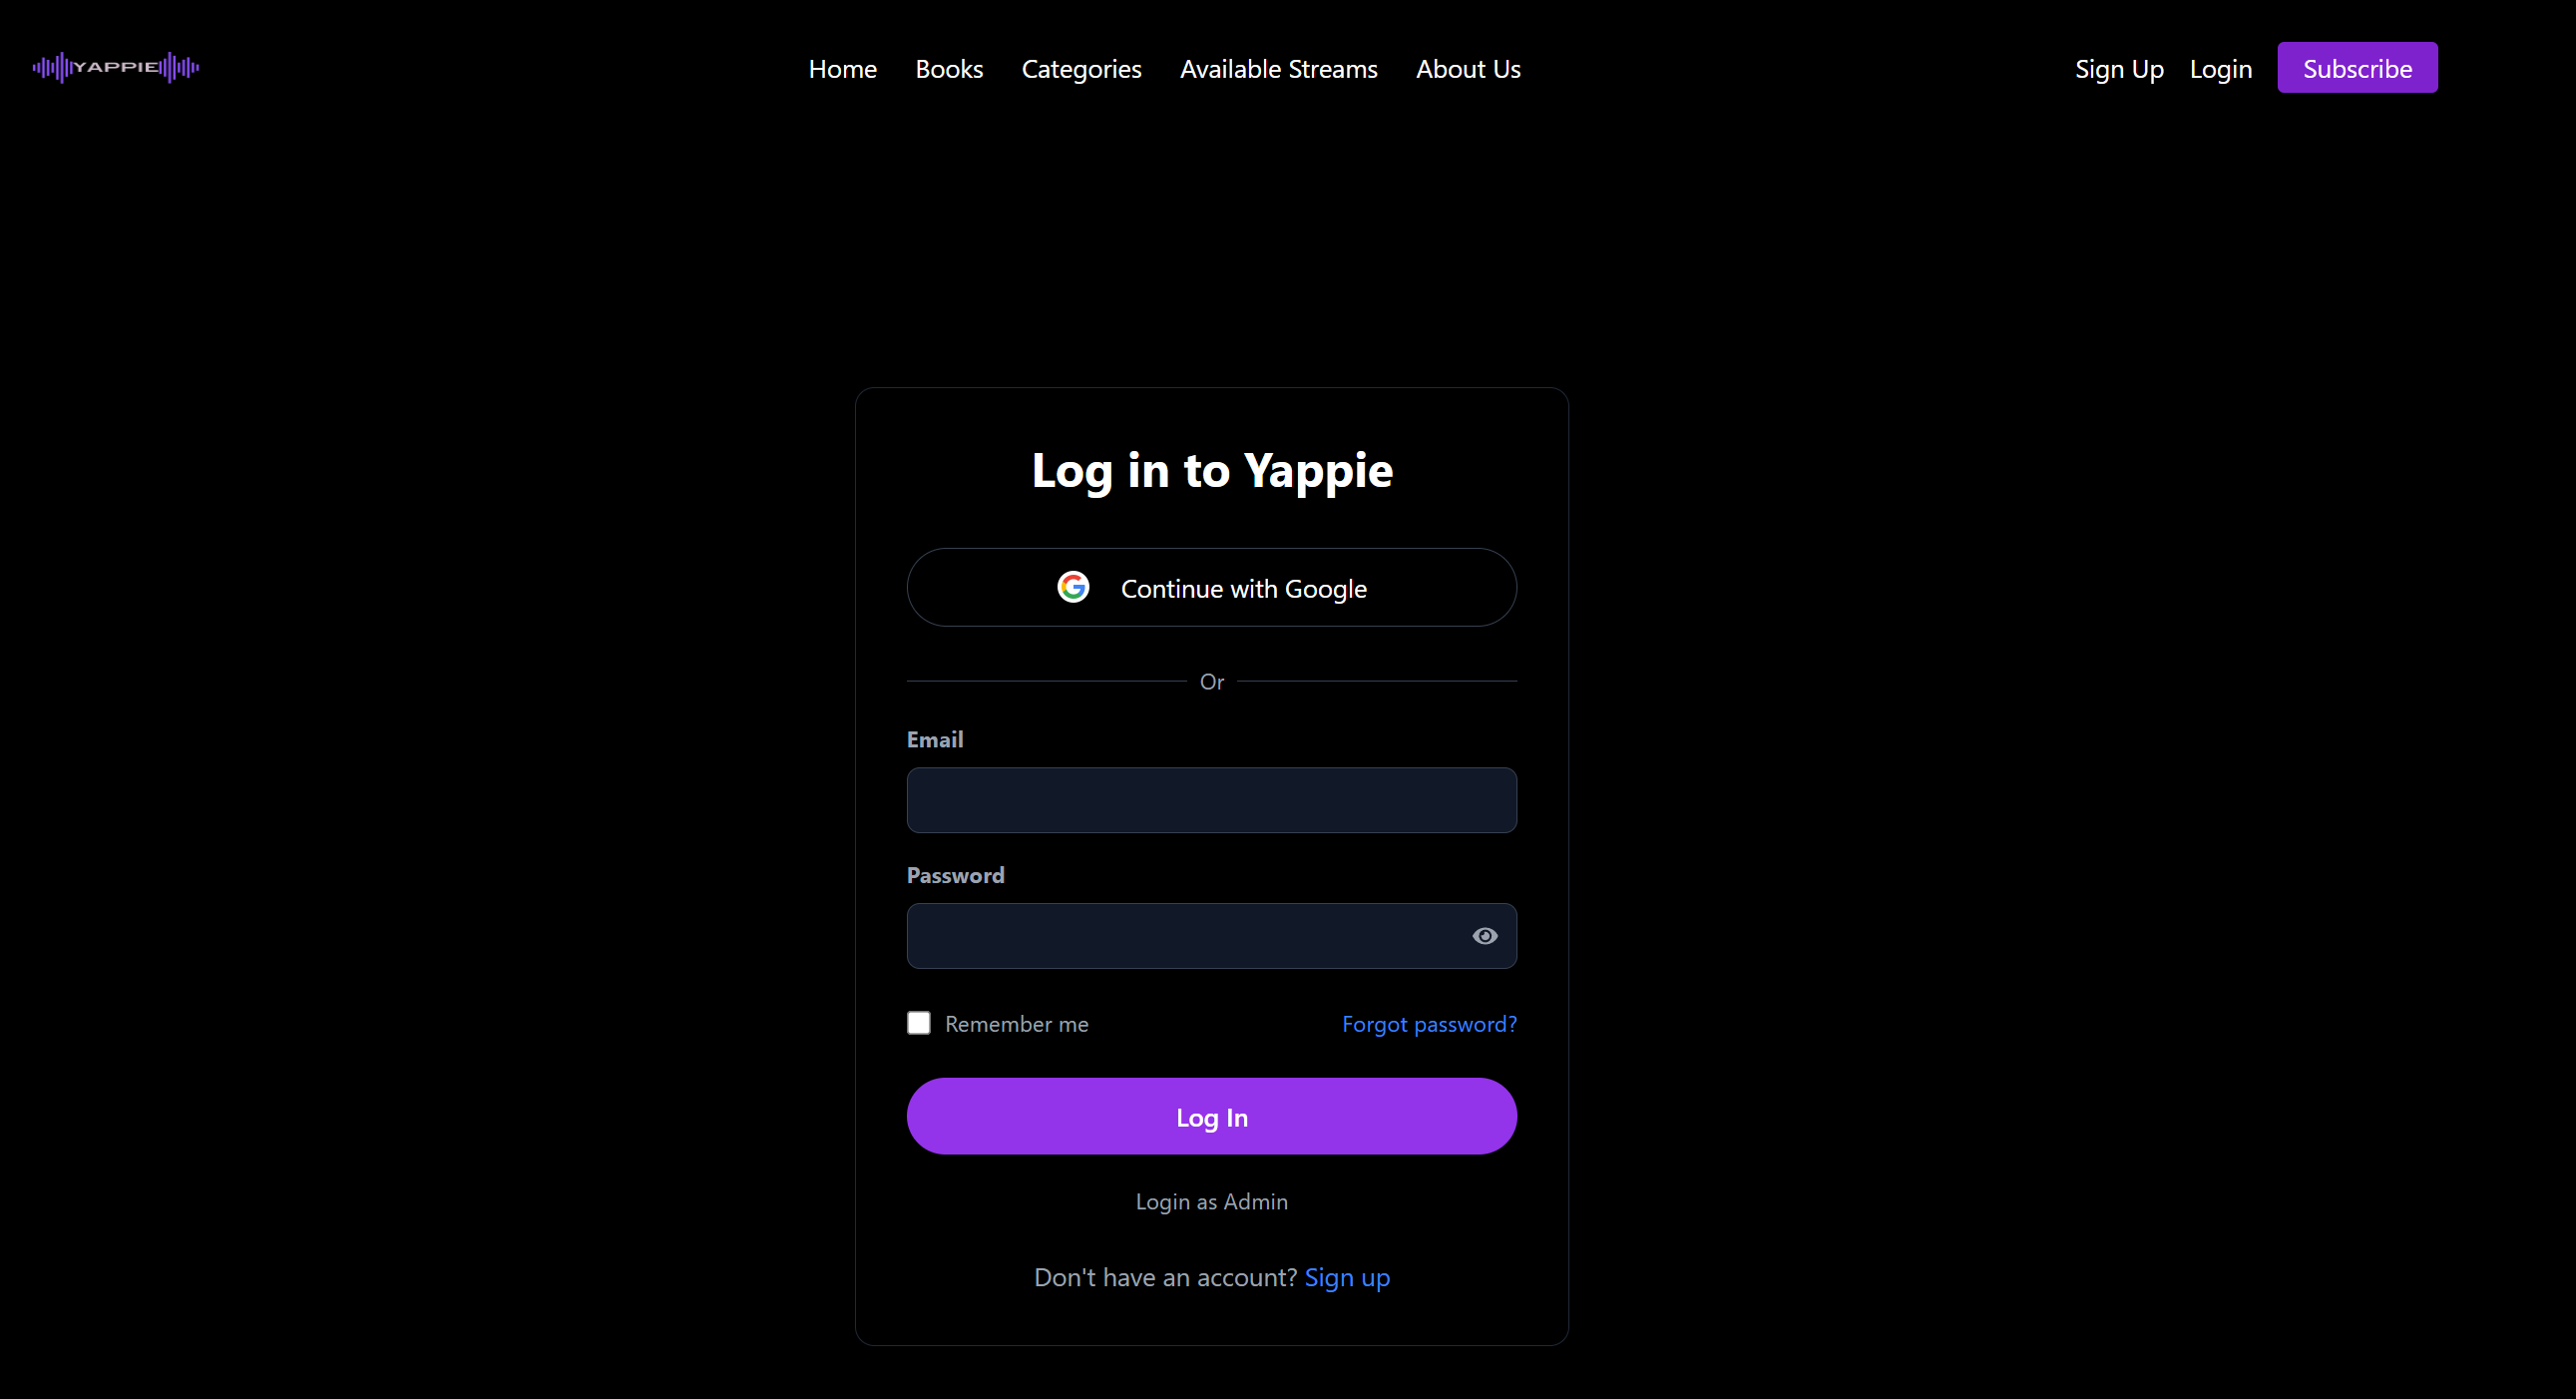 YAPPIE
Home Books Categories Available Streams About Us
Sign Up Login Subscribe
Log in to Yappie
Continue with Google
Or
Email
Password
Remember me Forgot password?
Log In
Login as Admin
Don't have an account? Sign up